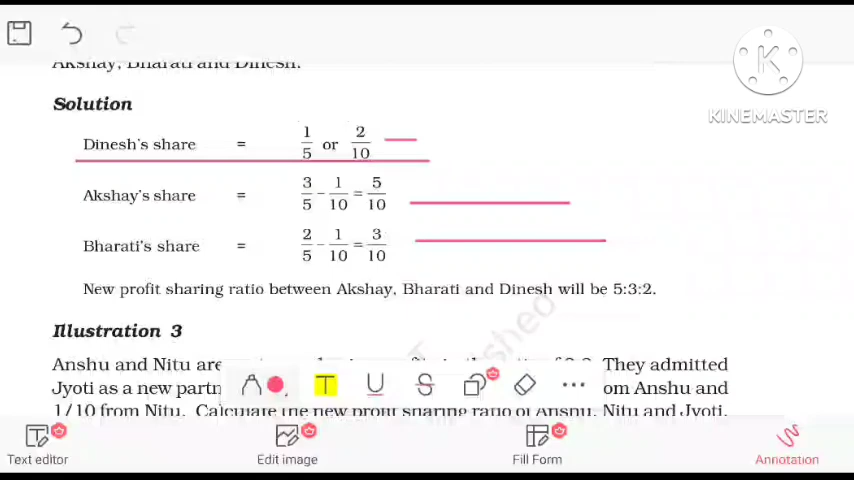 Akshay, Bharati and Dinesh.
KINEMASTER
Solution
Dinesh's share = 1/5 or 2/10
Akshay's share = 3/5 − 1/10 = 5/10
Bharati's share = 2/5 − 1/10 = 3/10
New profit sharing ratio between Akshay, Bharati and Dinesh will be 5:3:2.
shed
Illustration 3
Anshu and Nitu are They admitted
Jyoti as a new partn om Anshu and
1/10 from Nitu. Calculate the new profit sharing ratio of Anshu, Nitu and Jyoti.
Text editor
Edit image
Fill Form
Annotation